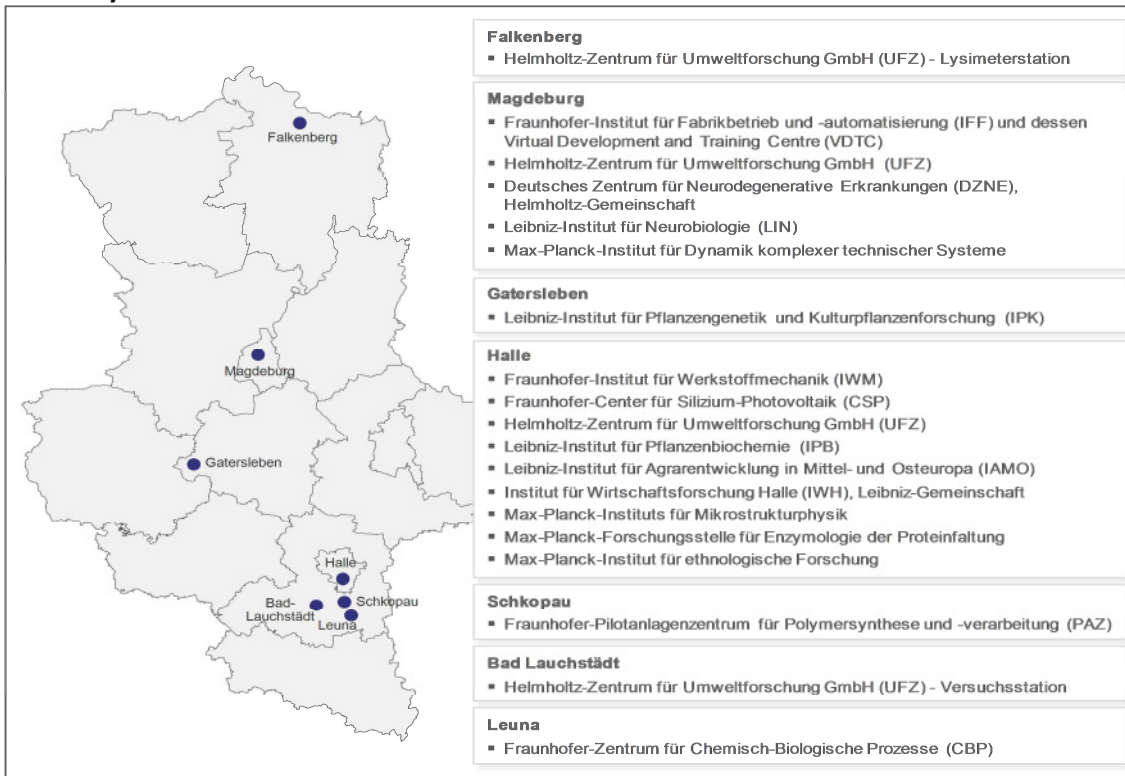 Falkenberg
▪ Helmholtz-Zentrum für Umweltforschung GmbH (UFZ) - Lysimeterstation
Magdeburg
▪ Fraunhofer-Institut für Fabrikbetrieb und -automatisierung (IFF) und dessen
Virtual Development and Training Centre (VDTC)
▪ Helmholtz-Zentrum für Umweltforschung GmbH (UFZ)
▪ Deutsches Zentrum für Neurodegenerative Erkrankungen (DZNE),
Helmholtz-Gemeinschaft
▪ Leibniz-Institut für Neurobiologie (LIN)
▪ Max-Planck-Institut für Dynamik komplexer technischer Systeme
Gatersleben
▪ Leibniz-Institut für Pflanzengenetik und Kulturpflanzenforschung (IPK)
Halle
▪ Fraunhofer-Institut für Werkstoffmechanik (IWM)
▪ Fraunhofer-Center für Silizium-Photovoltaik (CSP)
▪ Helmholtz-Zentrum für Umweltforschung GmbH (UFZ)
▪ Leibniz-Institut für Pflanzenbiochemie (IPB)
▪ Leibniz-Institut für Agrarentwicklung in Mittel- und Osteuropa (IAMO)
▪ Institut für Wirtschaftsforschung Halle (IWH), Leibniz-Gemeinschaft
▪ Max-Planck-Instituts für Mikrostrukturphysik
▪ Max-Planck-Forschungsstelle für Enzymologie der Proteinfaltung
▪ Max-Planck-Institut für ethnologische Forschung
Schkopau
▪ Fraunhofer-Pilotanlagenzentrum für Polymersynthese und -verarbeitung (PAZ)
Bad Lauchstädt
▪ Helmholtz-Zentrum für Umweltforschung GmbH (UFZ) - Versuchsstation
Leuna
▪ Fraunhofer-Zentrum für Chemisch-Biologische Prozesse (CBP)
Falkenberg
Magdeburg
Gatersleben
Halle
Schkopau
Bad-
Lauchstädt
Leuna